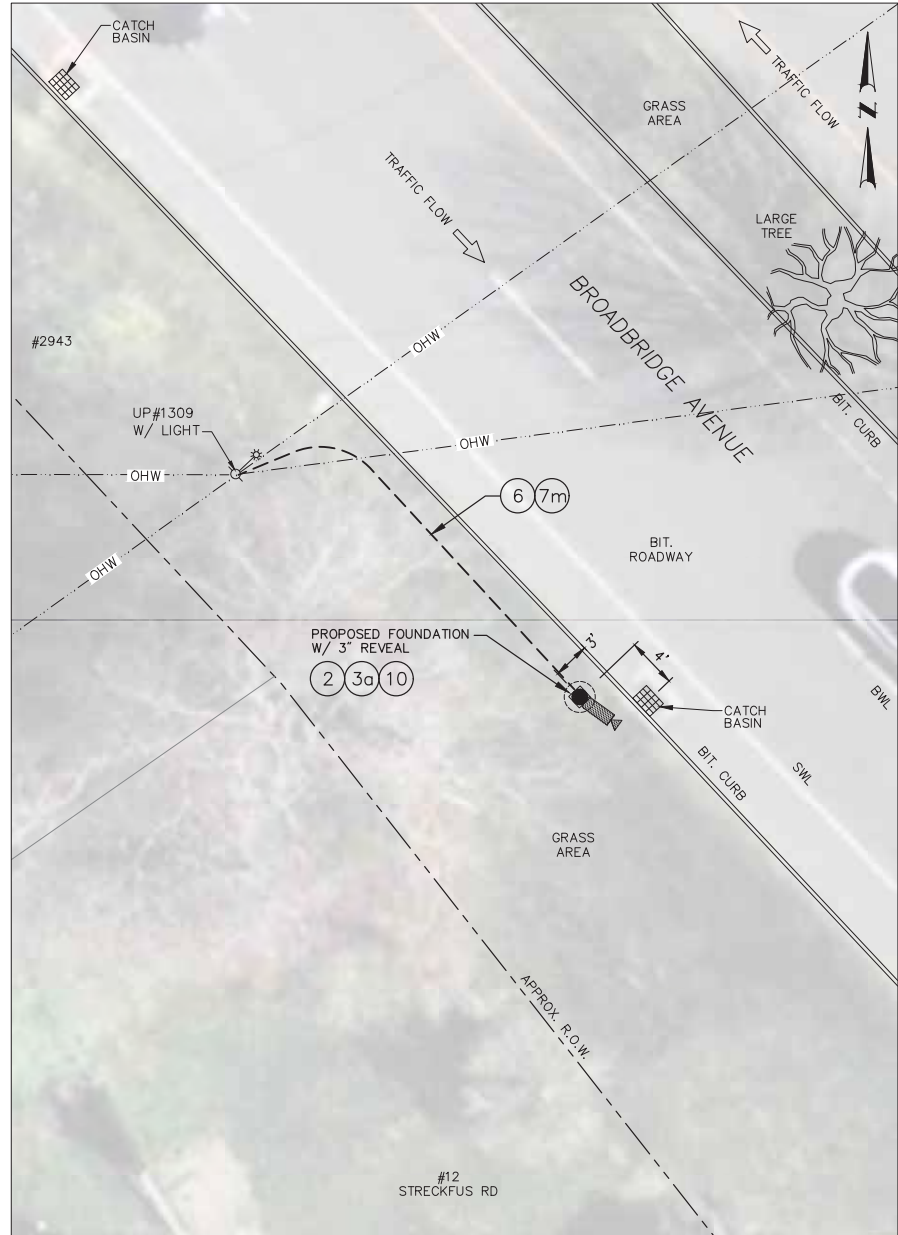 CATCH
BASIN
TRAFFIC FLOW
N
GRASS
AREA
TRAFFIC FLOW
LARGE
TREE
BROADBRIDGE AVENUE
#2943
OHW
UP#1309
W/ LIGHT
BIT. CURB
OHW
OHW
6 7m
BIT.
ROADWAY
OHW
PROPOSED FOUNDATION
W/ 3" REVEAL
2 3a 10
3'
4'
BWL
CATCH
BASIN
SWL
BIT. CURB
GRASS
AREA
APPROX. R.O.W.
#12
STRECKFUS RD